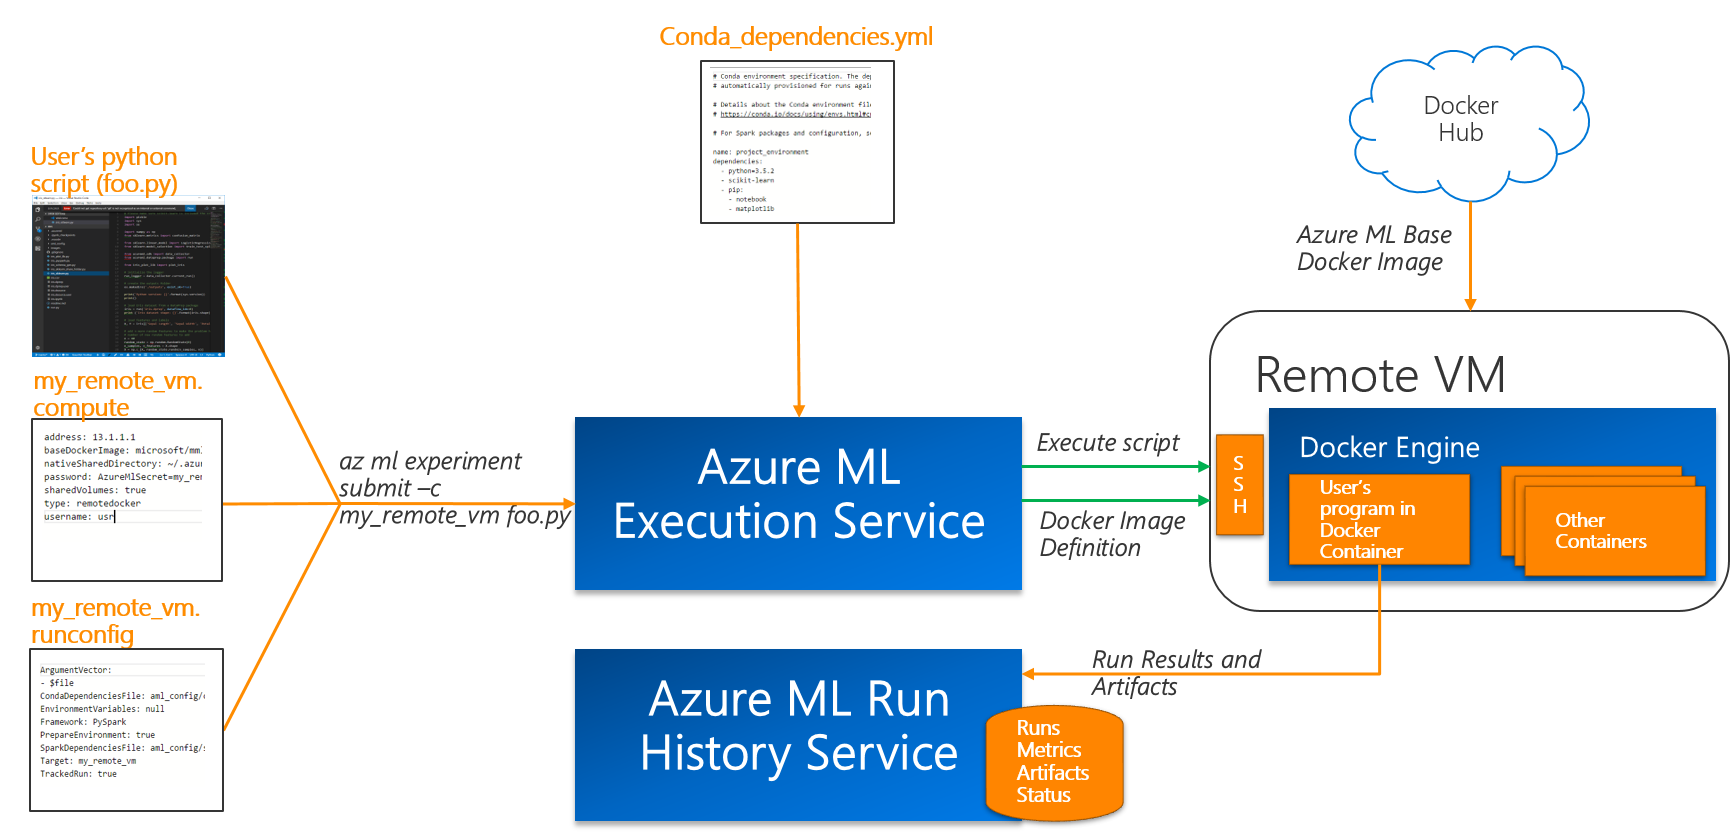 Conda_dependencies.yml
# Conda environment specification. The dep
# automatically provisioned for runs agai
# Details about the Conda environment file
# https://conda.io/docs/using/envs.html#c
# For Spark packages and configuration, s
name: project_environment
dependencies:
- python=3.5.2
- scikit-learn
- pip:
- notebook
- matplotlib
Docker
Hub
Azure ML Base
Docker Image
User's python
script (foo.py)
my_remote_vm.
compute
address: 13.1.1.1
baseDockerImage: microsoft/mml
nativeSharedDirectory: ~/.azur
password: AzureMlSecret=my_rem
sharedVolumes: true
type: remotedocker
username: usr
my_remote_vm.
runconfig
ArgumentVector:
- $file
CondaDependenciesFile: aml_config/c
EnvironmentVariables: null
Framework: PySpark
PrepareEnvironment: true
SparkDependenciesFile: aml_config/s
Target: my_remote_vm
TrackedRun: true
az ml experiment
submit –c
my_remote_vm foo.py
Azure ML
Execution Service
Execute script
Docker Image
Definition
Remote VM
SSH
Docker Engine
User's
program in
Docker
Container
Other
Containers
Run Results and
Artifacts
Azure ML Run
History Service
Runs
Metrics
Artifacts
Status